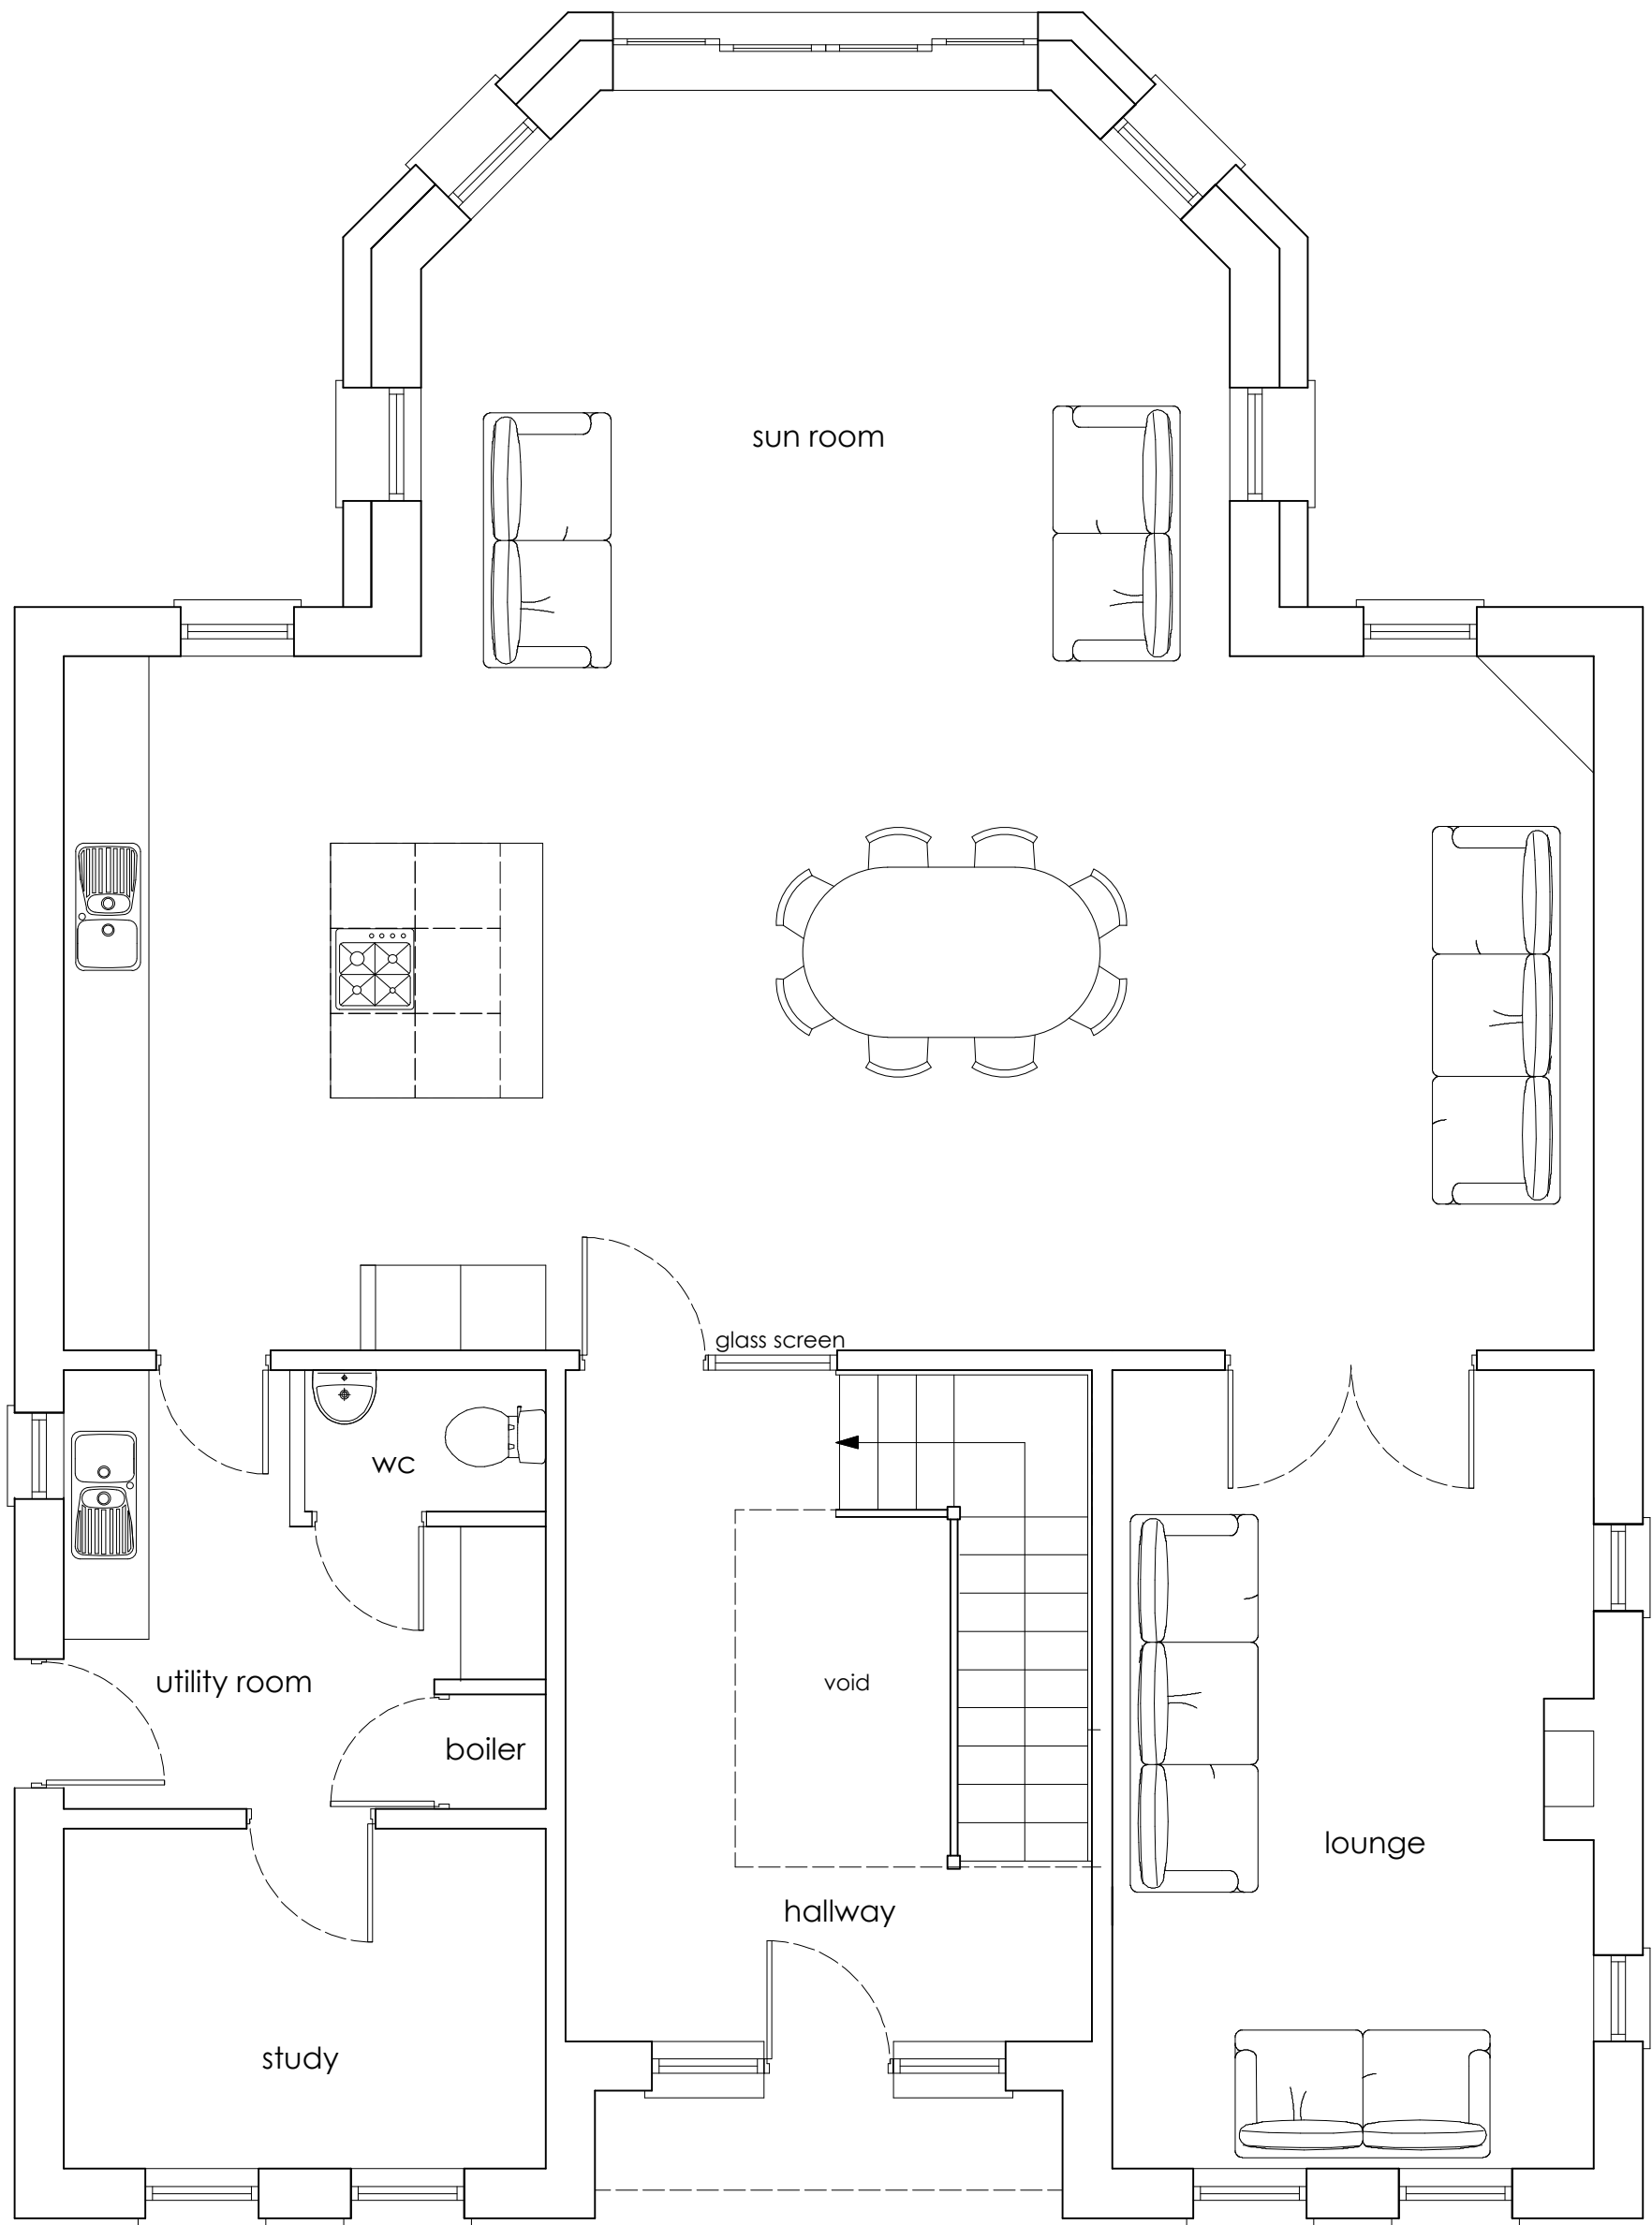 sun room
glass screen
wc
utility room
void
boiler
lounge
hallway
study